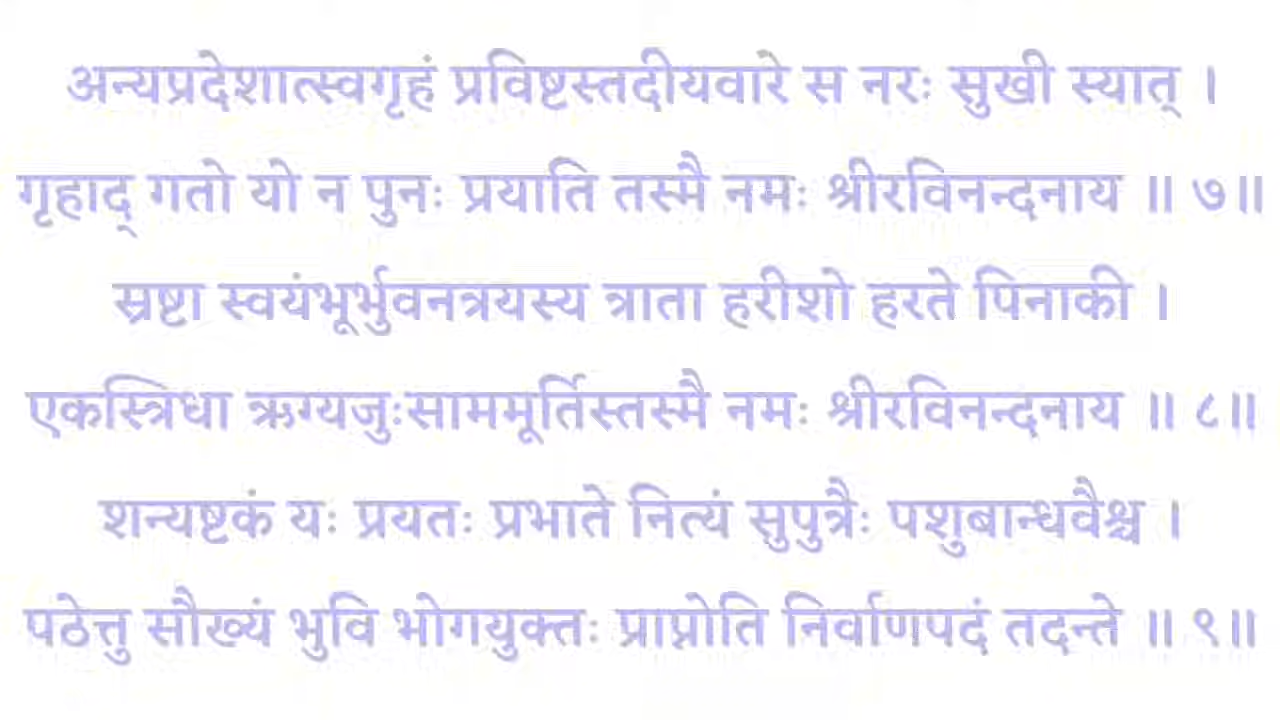 अन्यप्रदेशात्स्वगृहं प्रविष्टस्तदीयवारे स नरः सुखी स्यात् ।
गृहाद् गतो यो न पुनः प्रयाति तस्मै नमः श्रीरविनन्दनाय ॥ ७॥
स्रष्टा स्वयंभूर्भुवनत्रयस्य त्राता हरीशो हरते पिनाकी ।
एकस्त्रिधा ऋग्यजुःसाममूर्तिस्तस्मै नमः श्रीरविनन्दनाय ॥ ८॥
शन्यष्टकं यः प्रयतः प्रभाते नित्यं सुपुत्रैः पशुबान्धवैश्च ।
पठेत्तु सौख्यं भुवि भोगयुक्तः प्राप्नोति निर्वाणपदं तदन्ते ॥ ९॥